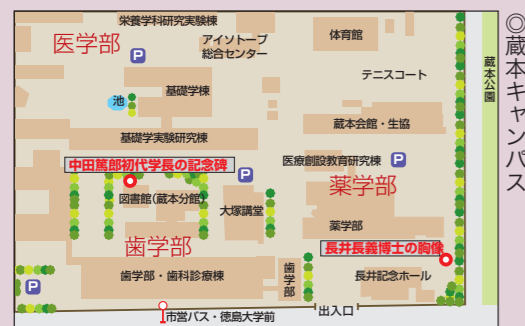 ◎蔵本キャンパス
栄養学科研究実験棟
医学部
アイソトープ
総合センター
体育館
P
テニスコート
蔵本公園
基礎学棟
池
蔵本会館・生協
基礎学実験研究棟
医療創設教育研究棟
P
中田篤郎初代学長の記念碑
P
薬学部
図書館(蔵本分館)
大塚講堂
薬学部
歯学部
長井長義博士の胸像
歯学部・歯科診療棟
歯学部
長井記念ホール
P
出入口
市営バス・徳島大学前